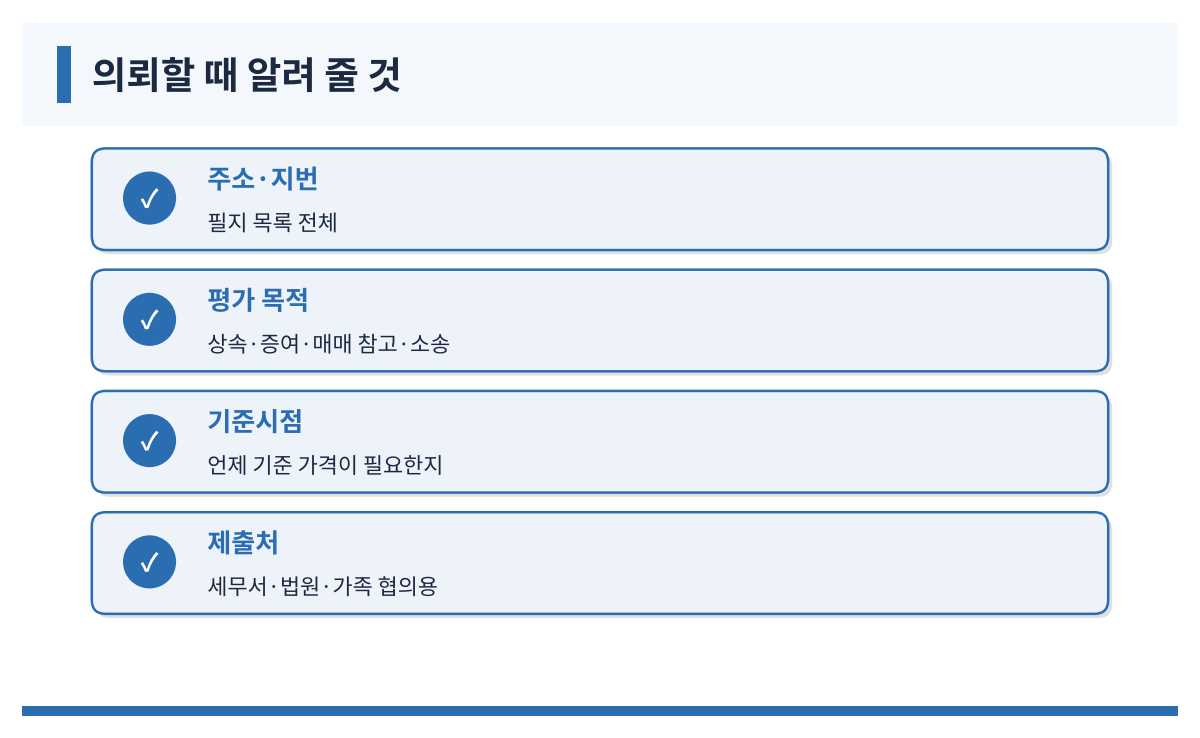 의뢰할 때 알려 줄 것
✓
주소·지번
필지 목록 전체
✓
평가 목적
상속·증여·매매 참고·소송
✓
기준시점
언제 기준 가격이 필요한지
✓
제출처
세무서·법원·가족 협의용